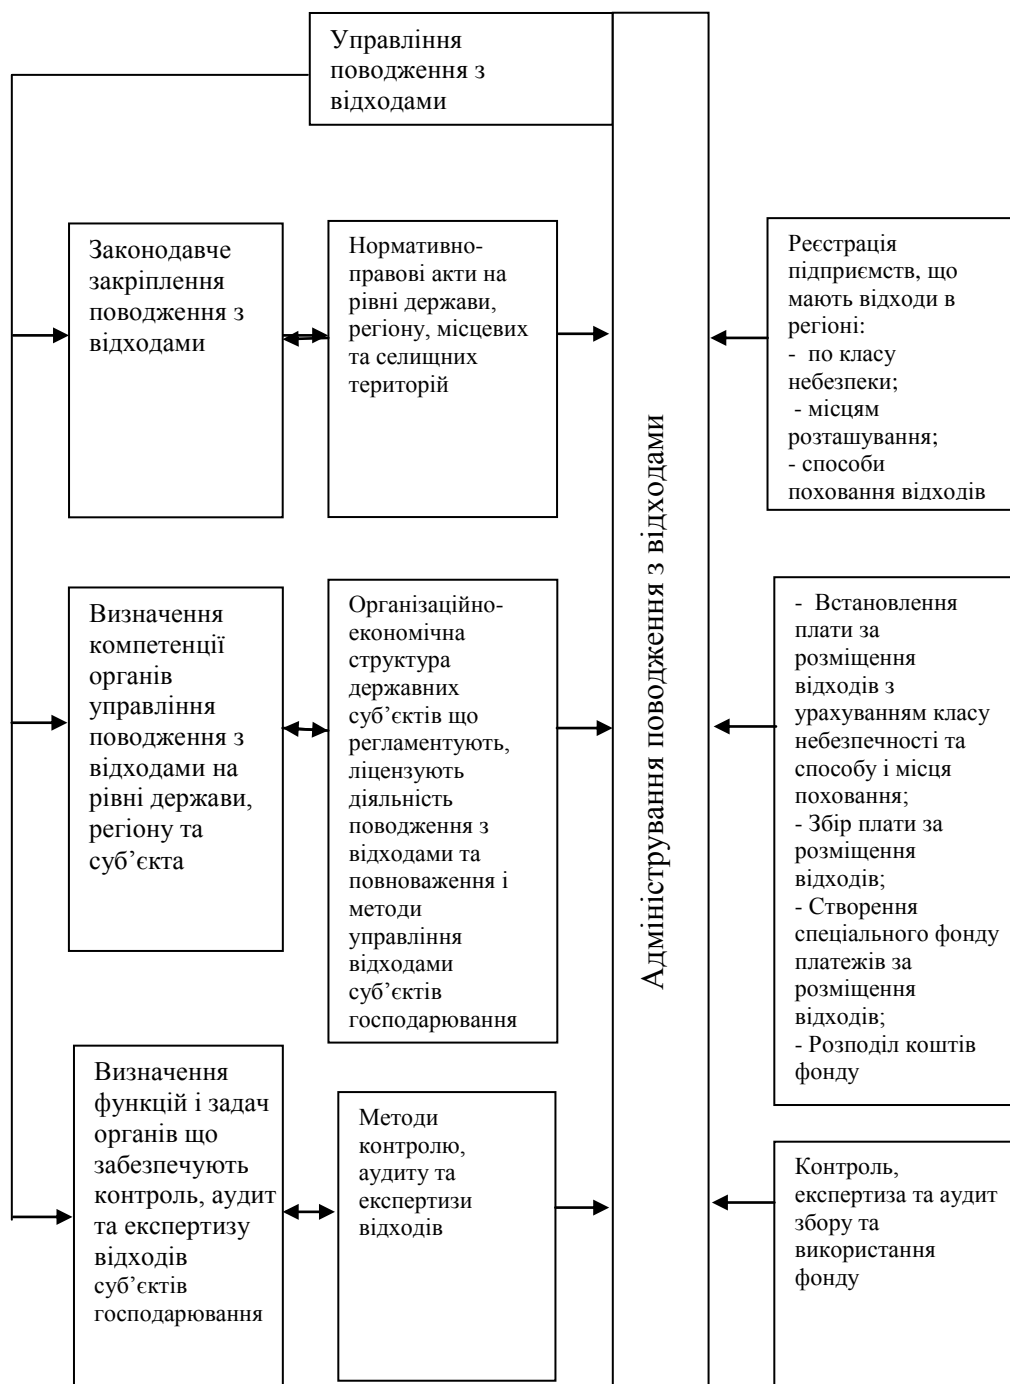 Управління
поводження з
відходами
Законодавче
закріплення
поводження з
відходами
Нормативно-
правові акти на
рівні держави,
регіону, місцевих
та селищних
територій
Реєстрація
підприємств, що
мають відходи в
регіоні:
- по класу
небезпеки;
- місцям
розташування;
- способи
поховання відходів
Адміністрування поводження з відходами
Визначення
компетенції
органів
управління
поводження з
відходами на
рівні держави,
регіону та
суб’єкта
Організаційно-
економічна
структура
державних
суб’єктів що
регламентують,
ліцензують
діяльність
поводження з
відходами та
повноваження і
методи
управління
відходами
суб’єктів
господарювання
- Встановлення
плати за
розміщення
відходів з
урахуванням класу
небезпечності та
способу і місця
поховання;
- Збір плати за
розміщення
відходів;
- Створення
спеціального фонду
платежів за
розміщення
відходів;
- Розподіл коштів
фонду
Визначення
функцій і задач
органів що
забезпечують
контроль, аудит
та експертизу
відходів
суб’єктів
господарювання
Методи
контролю,
аудиту та
експертизи
відходів
Контроль,
експертиза та аудит
збору та
використання
фонду